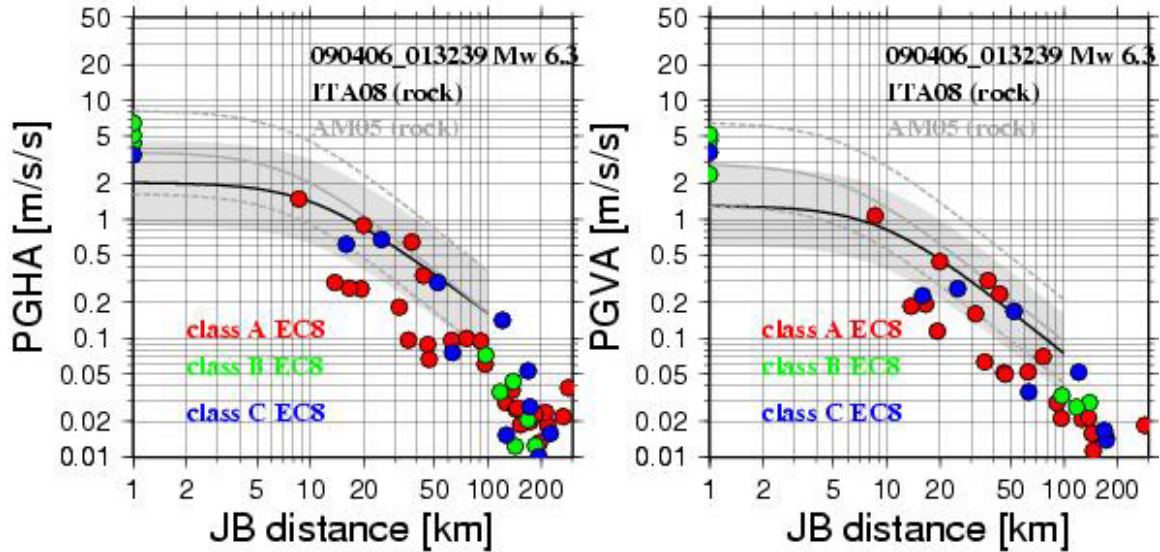 50
20
10
5
2
1
0.5
0.2
0.1
0.05
0.02
0.01
PGHA [m/s/s]
090406_013239 Mw 6.3
ITA08 (rock)
AM05 (rock)
class A EC8
class B EC8
class C EC8
1 2 5 10 20 50 100 200
JB distance [km]
50
20
10
5
2
1
0.5
0.2
0.1
0.05
0.02
0.01
PGVA [m/s/s]
090406_013239 Mw 6.3
ITA08 (rock)
AM05 (rock)
class A EC8
class B EC8
class C EC8
1 2 5 10 20 50 100 200
JB distance [km]